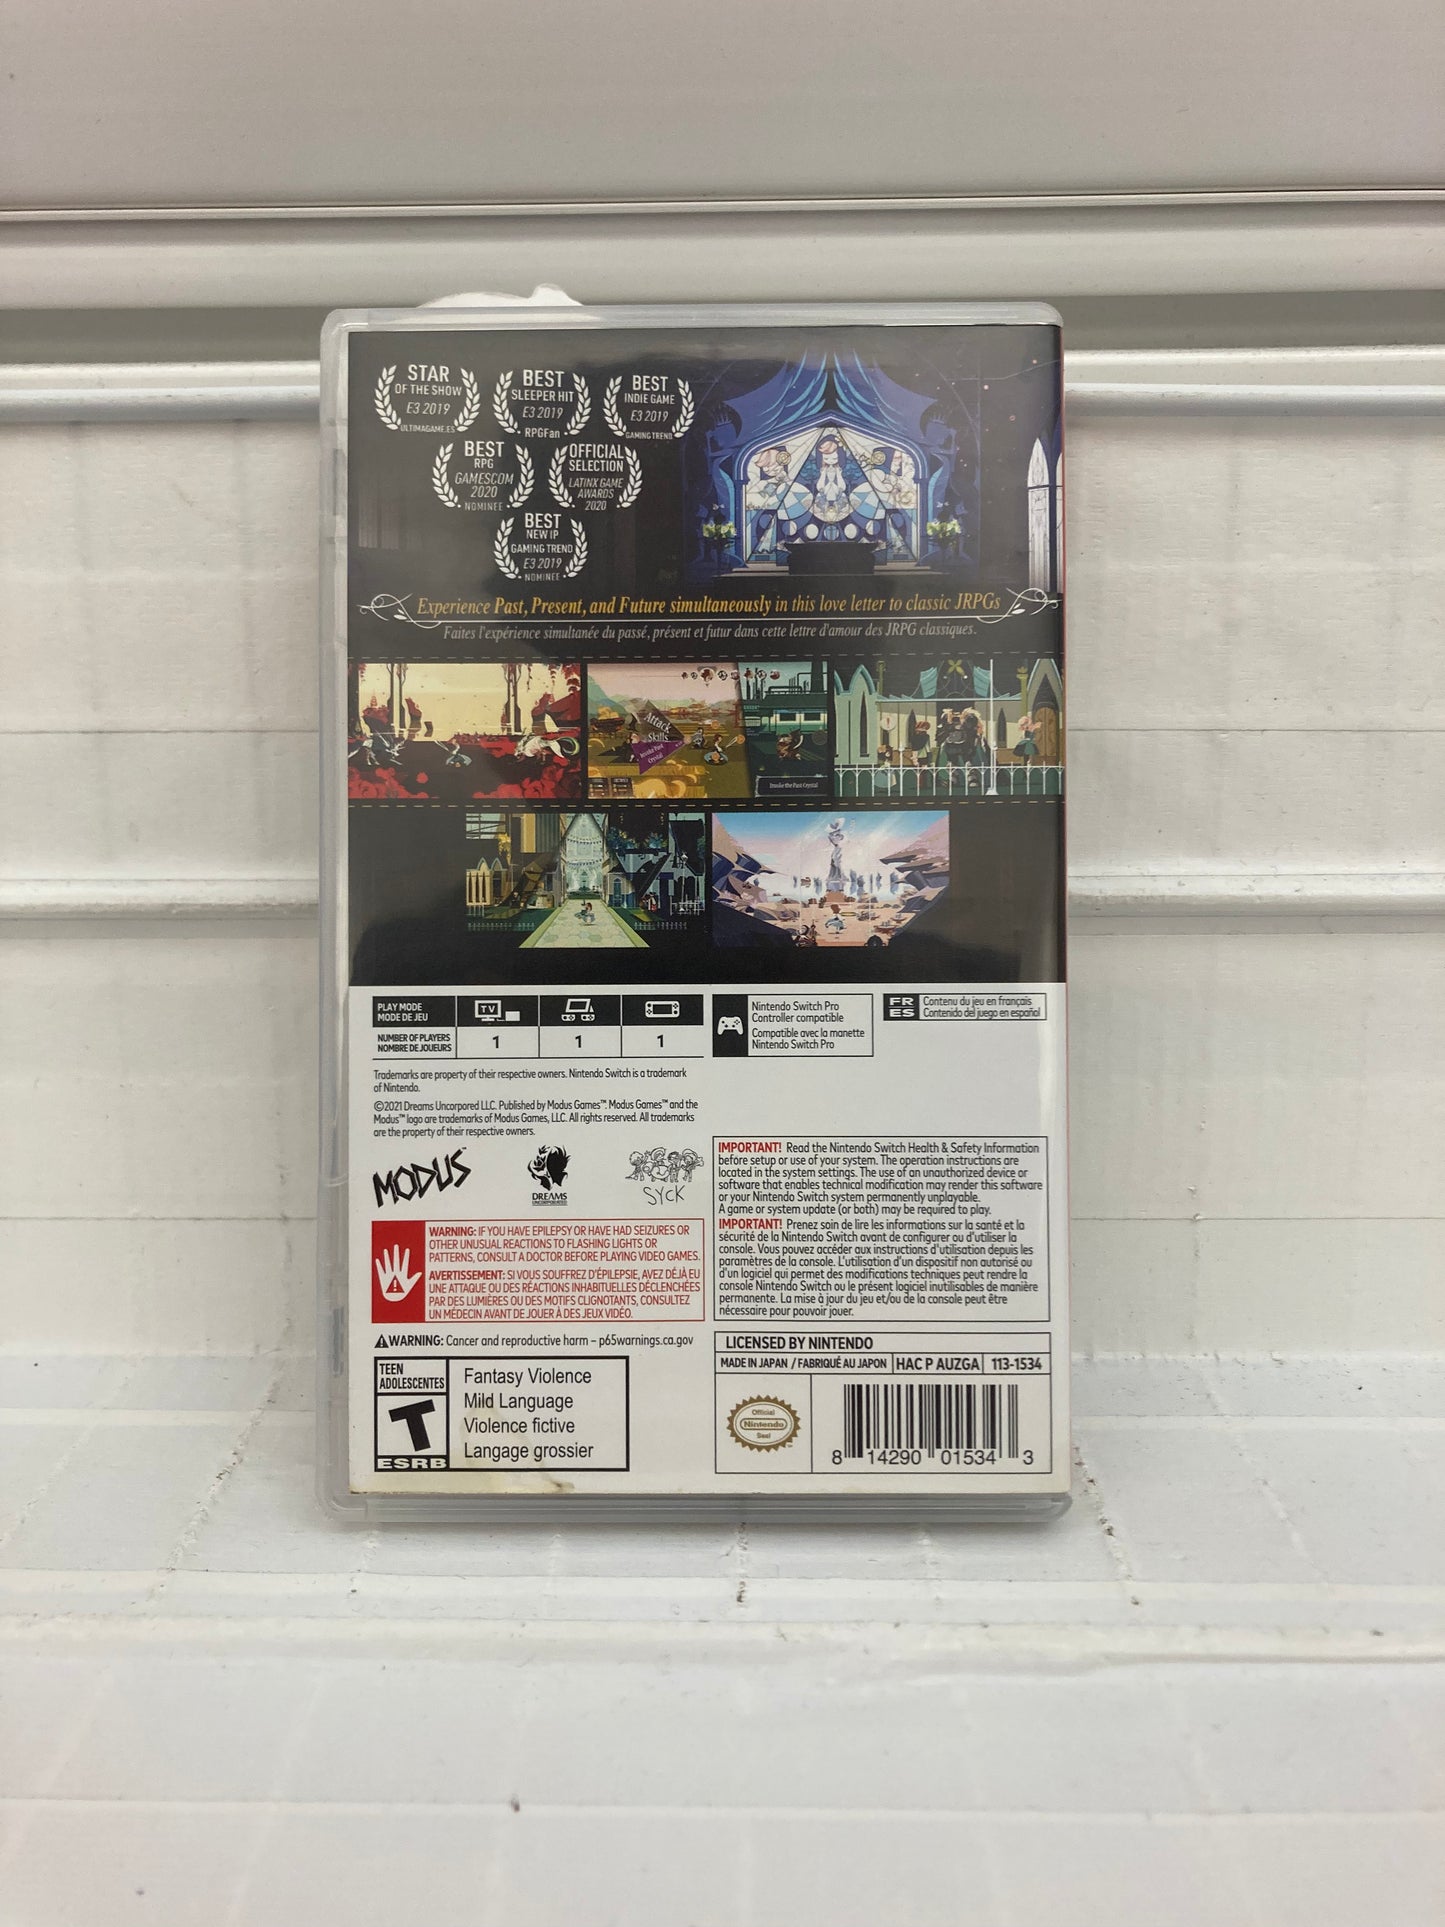 STAR
OF THE SHOW
E3 2019
ULTIMAGAME.ES
BEST
SLEEPER HIT
E3 2019
RPGFan
BEST
INDIE GAME
E3 2019
GAMING TREND
BEST
RPG
GAMESCOM
2020
NOMINEE
OFFICIAL
SELECTION
LATINX GAME
AWARDS
2020
BEST
NEW IP
GAMING TREND
E3 2019
NOMINEE
Experience Past, Present, and Future simultaneously in this love letter to classic JRPGs
Faites l'expérience simultanée du passé, présent et futur dans cette lettre d'amour des JRPG classiques.
Attack
Skills
Invoke Past
Crystal
Invoke the Past Crystal
PLAY MODE
MODE DE JEU
TV
NUMBER OF PLAYERS
NOMBRE DE JOUEURS
1 1 1
Nintendo Switch Pro
Controller compatible
Compatible avec la manette
Nintendo Switch Pro
FR
ES
Contenu du jeu en français
Contenido del juego en español
Trademarks are property of their respective owners. Nintendo Switch is a trademark
of Nintendo.
©2021 Dreams Uncorpored LLC. Published by Modus Games™. Modus Games™ and the
Modus™ logo are trademarks of Modus Games, LLC. All rights reserved. All trademarks
are the property of their respective owners.
MODUS™
DREAMS
UNCORPORATED
SYCK
WARNING: IF YOU HAVE EPILEPSY OR HAVE HAD SEIZURES OR
OTHER UNUSUAL REACTIONS TO FLASHING LIGHTS OR
PATTERNS, CONSULT A DOCTOR BEFORE PLAYING VIDEO GAMES.
AVERTISSEMENT: SI VOUS SOUFFREZ D'ÉPILEPSIE, AVEZ DÉJÀ EU
UNE ATTAQUE OU DES RÉACTIONS INHABITUELLES DÉCLENCHÉES
PAR DES LUMIÈRES OU DES MOTIFS CLIGNOTANTS, CONSULTEZ
UN MÉDECIN AVANT DE JOUER À DES JEUX VIDÉO.
WARNING: Cancer and reproductive harm – p65warnings.ca.gov
TEEN
ADOLESCENTES
T
ESRB
Fantasy Violence
Mild Language
Violence fictive
Langage grossier
IMPORTANT! Read the Nintendo Switch Health & Safety Information
before setup or use of your system. The operation instructions are
located in the system settings. The use of an unauthorized device or
software that enables technical modification may render this software
or your Nintendo Switch system permanently unplayable.
A game or system update (or both) may be required to play.
IMPORTANT! Prenez soin de lire les informations sur la santé et la
sécurité de la Nintendo Switch avant de configurer ou d'utiliser la
console. Vous pouvez accéder aux instructions d'utilisation depuis les
paramètres de la console. L'utilisation d'un dispositif non autorisé ou
d'un logiciel qui permet des modifications techniques peut rendre la
console Nintendo Switch ou le présent logiciel inutilisables de manière
permanente. La mise à jour du jeu et/ou de la console peut être
nécessaire pour pouvoir jouer.
LICENSED BY NINTENDO
MADE IN JAPAN / FABRIQUÉ AU JAPON HAC P AUZGA 113-1534
Official
Nintendo
Seal
8 14290 01534 3